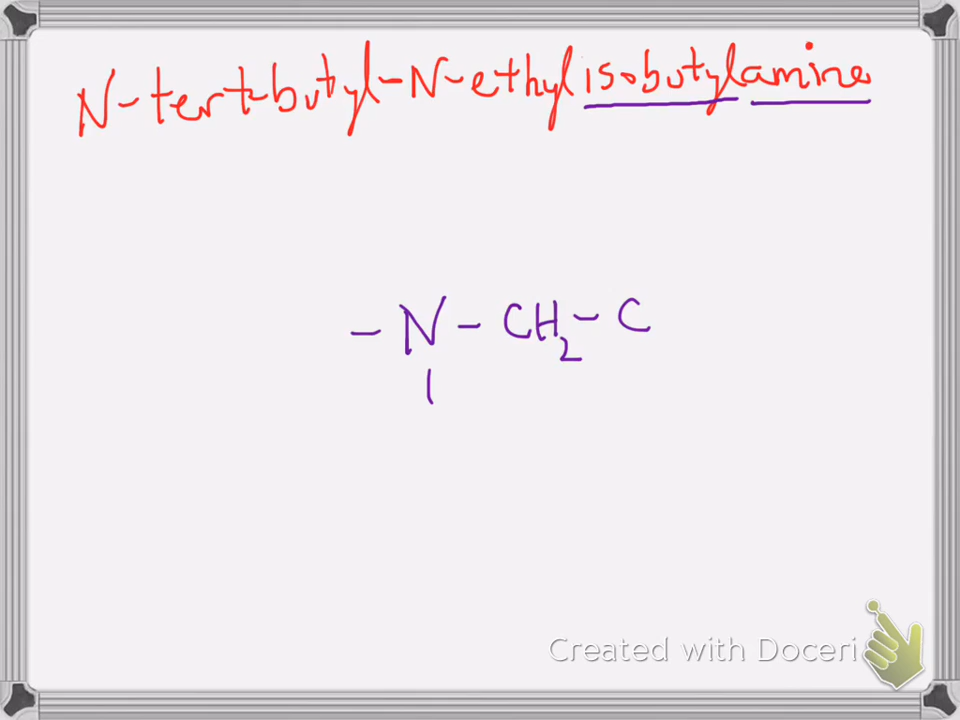 N-tert-butyl-N-ethylisobutylamine
- N - CH2 - C
Created with Doceri